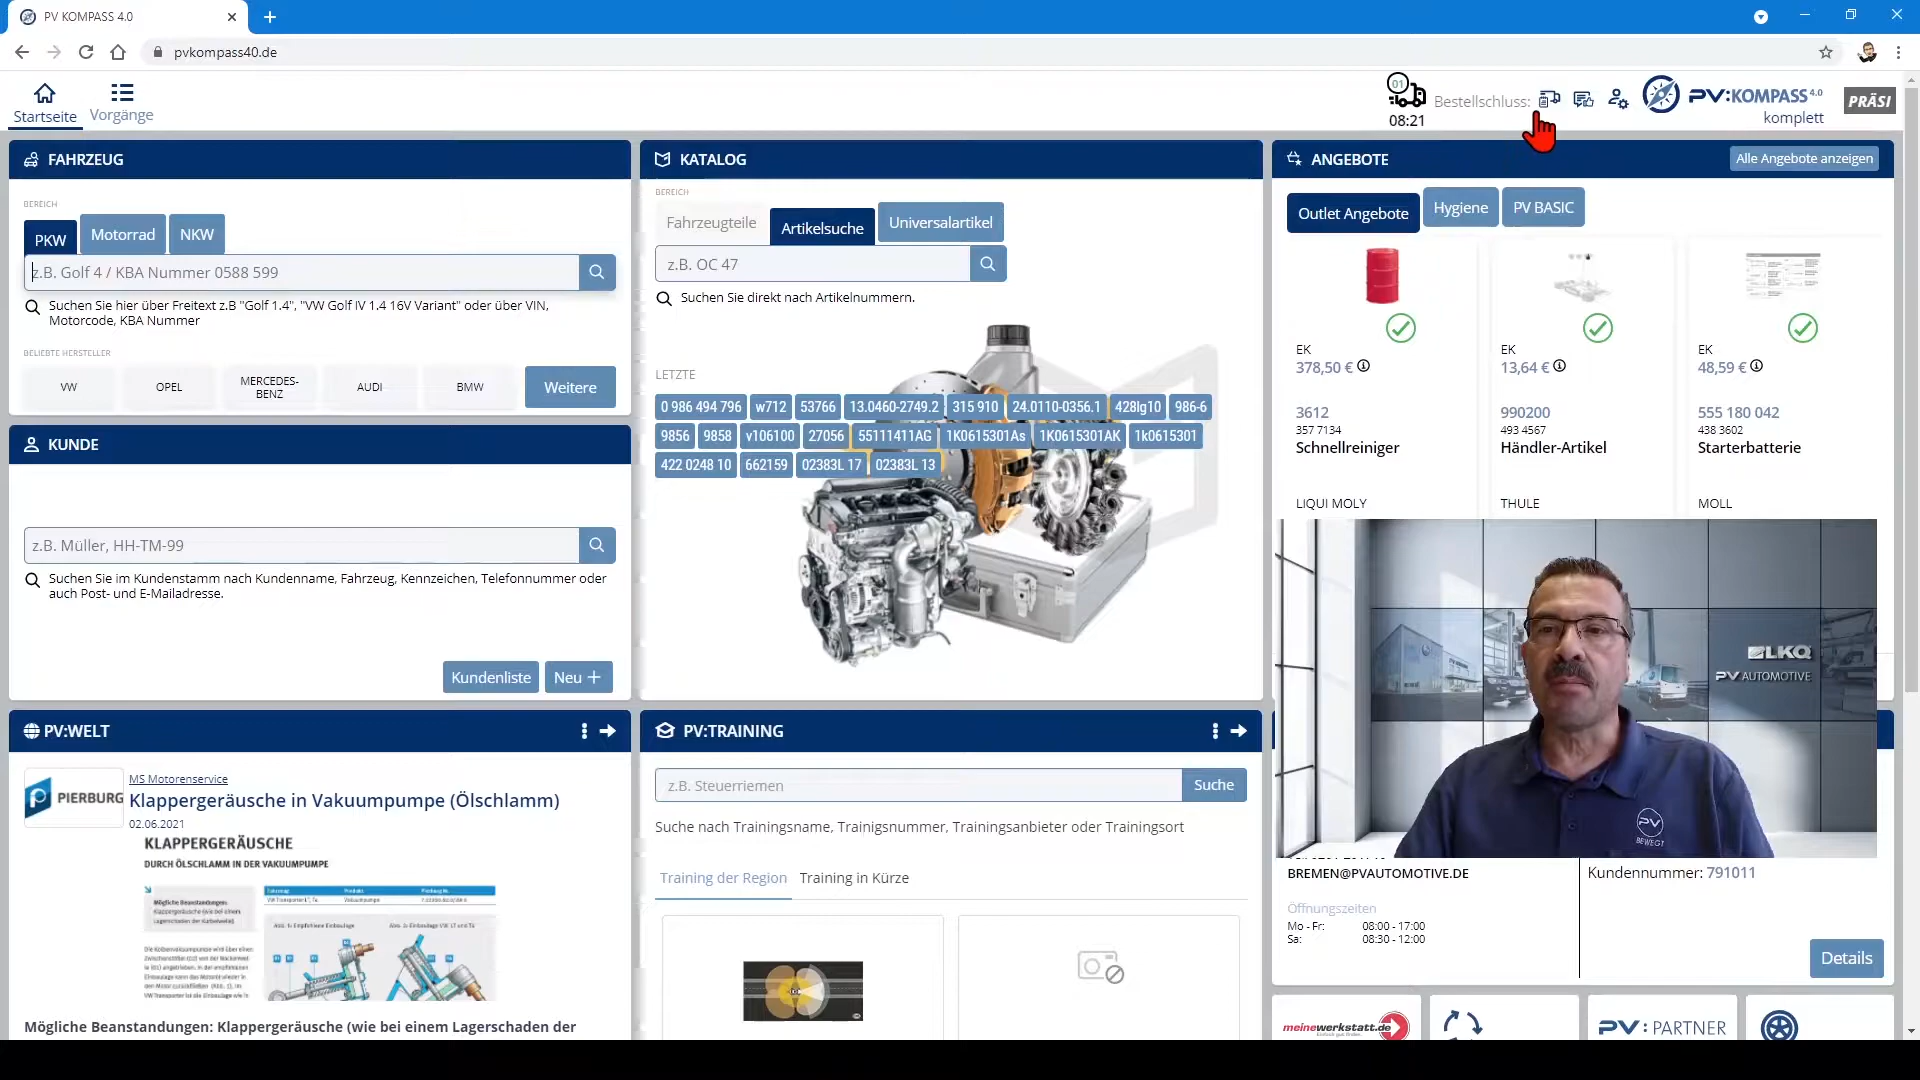 PV KOMPASS 4.0
pvkompass40.de
Startseite
Vorgänge
01
08:21
Bestellschluss:
PV:KOMPASS 4.0
komplett
PRÄSI
FAHRZEUG
BEREICH
PKW
Motorrad
NKW
z.B. Golf 4 / KBA Nummer 0588 599
Suchen Sie hier über Freitext z.B "Golf 1.4", "VW Golf IV 1.4 16V Variant" oder über VIN,
Motorcode, KBA Nummer
BELIEBTE HERSTELLER
VW
OPEL
MERCEDES-
BENZ
AUDI
BMW
Weitere
KUNDE
z.B. Müller, HH-TM-99
Suchen Sie im Kundenstamm nach Kundenname, Fahrzeug, Kennzeichen, Telefonnummer oder
auch Post- und E-Mailadresse.
Kundenliste
Neu +
KATALOG
BEREICH
Fahrzeugteile
Artikelsuche
Universalartikel
z.B. OC 47
Suchen Sie direkt nach Artikelnummern.
LETZTE
0 986 494 796 w712 53766 13.0460-2749.2 315 910 24.0110-0356.1 428lg10 986-6
9856 9858 v106100 27056 55111411AG 1K0615301As 1K0615301AK 1k0615301
422 0248 10 662159 02383L 17 02383L 13
ANGEBOTE
Alle Angebote anzeigen
Outlet Angebote
Hygiene
PV BASIC
EK
378,50 €
3612
357 7134
Schnellreiniger
LIQUI MOLY
EK
13,64 €
990200
493 4567
Händler-Artikel
THULE
EK
48,59 €
555 180 042
438 3602
Starterbatterie
MOLL
LKQ
PV AUTOMOTIVE
PV
BEWEGT
PV:WELT
PIERBURG
MS Motorenservice
Klappergeräusche in Vakuumpumpe (Ölschlamm)
02.06.2021
KLAPPERGERÄUSCHE
DURCH ÖLSCHLAMM IN DER VAKUUMPUMPE
Mögliche Beanstandungen:
Mögliche Beanstandungen: Klappergeräusche (wie bei einem Lagerschaden der
PV:TRAINING
z.B. Steuerriemen
Suche
Suche nach Trainingsname, Trainigsnummer, Trainingsanbieter oder Trainingsort
Training der Region
Training in Kürze
BREMEN@PVAUTOMOTIVE.DE
Öffnungszeiten
Mo - Fr: 08:00 - 17:00
Sa: 08:30 - 12:00
Kundennummer: 791011
Details
meinewerkstatt.de
PV: PARTNER